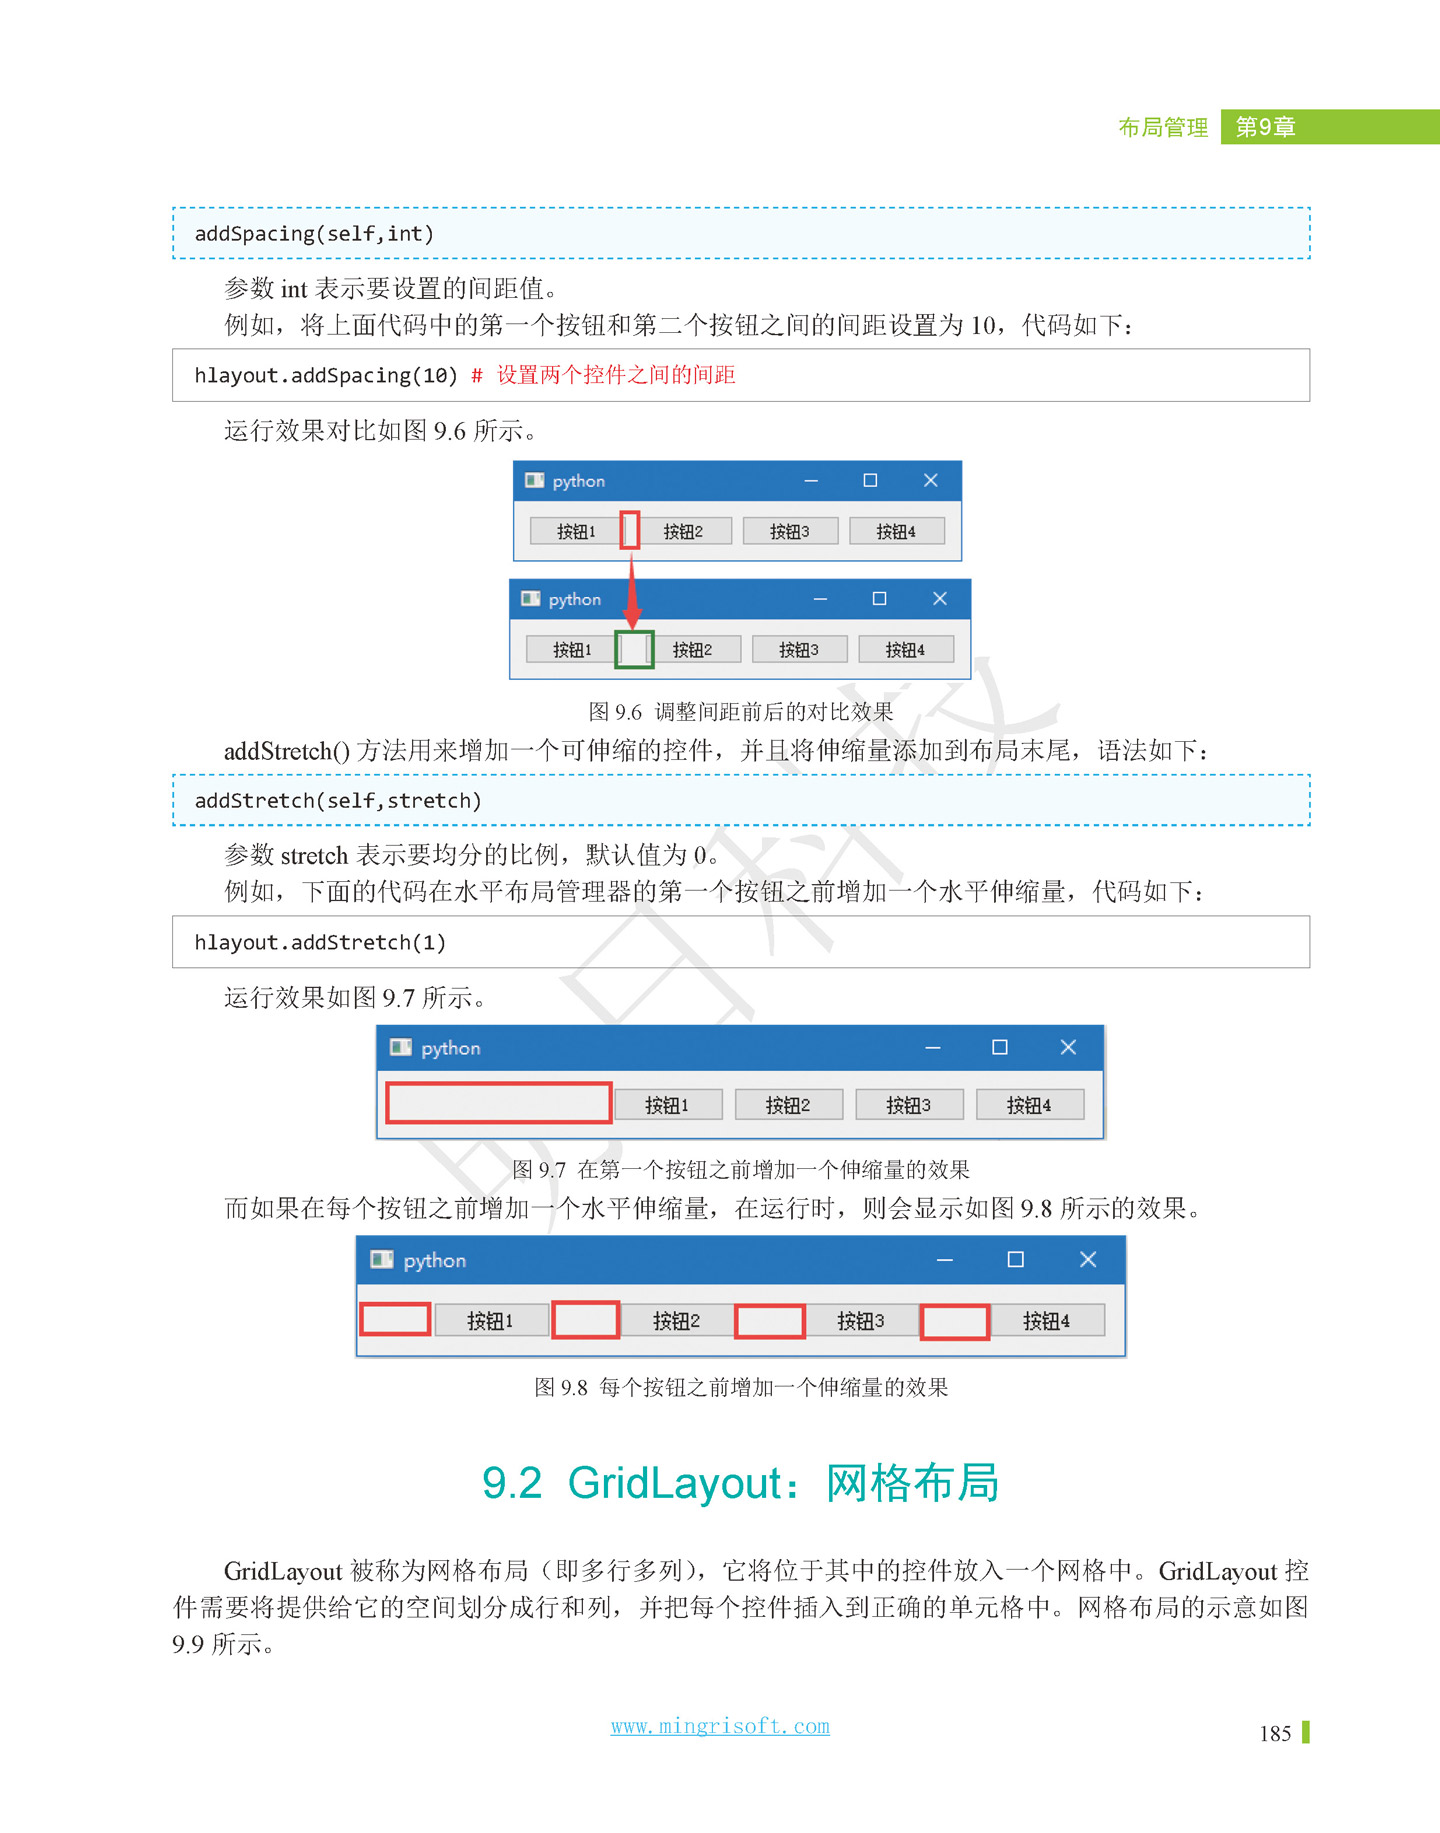 布局管理 第9章
addSpacing(self,int)
参数 int 表示要设置的间距值。
例如，将上面代码中的第一个按钮和第二个按钮之间的间距设置为 10，代码如下：
hlayout.addSpacing(10) # 设置两个控件之间的间距
运行效果对比如图 9.6 所示。
python
按钮1 按钮2 按钮3 按钮4
python
按钮1 按钮2 按钮3 按钮4
图 9.6 调整间距前后的对比效果
addStretch() 方法用来增加一个可伸缩的控件，并且将伸缩量添加到布局末尾，语法如下：
addStretch(self,stretch)
参数 stretch 表示要均分的比例，默认值为 0。
例如，下面的代码在水平布局管理器的第一个按钮之前增加一个水平伸缩量，代码如下：
hlayout.addStretch(1)
运行效果如图 9.7 所示。
python
按钮1 按钮2 按钮3 按钮4
图 9.7 在第一个按钮之前增加一个伸缩量的效果
而如果在每个按钮之前增加一个水平伸缩量，在运行时，则会显示如图 9.8 所示的效果。
python
按钮1 按钮2 按钮3 按钮4
图 9.8 每个按钮之前增加一个伸缩量的效果
9.2 GridLayout：网格布局
GridLayout 被称为网格布局（即多行多列），它将位于其中的控件放入一个网格中。GridLayout 控
件需要将提供给它的空间划分成行和列，并把每个控件插入到正确的单元格中。网格布局的示意如图
9.9 所示。
www.mingrisoft.com
185
明日科技